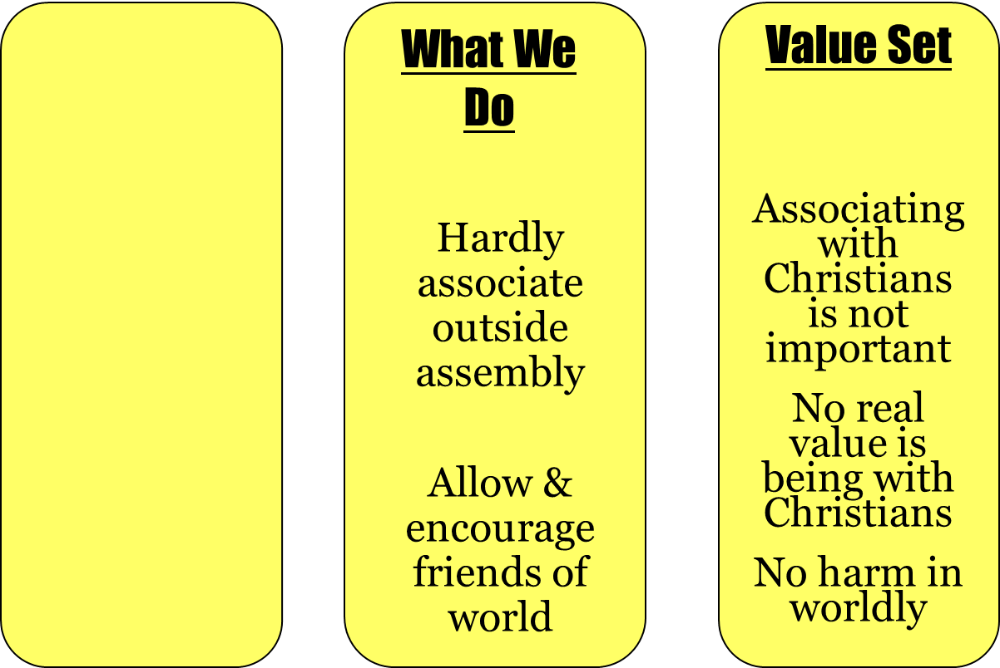 What We
Do
Hardly
associate
outside
assembly
Allow &
encourage
friends of
world
Value Set
Associating
with
Christians
is not
important
No real
value is
being with
Christians
No harm in
worldly